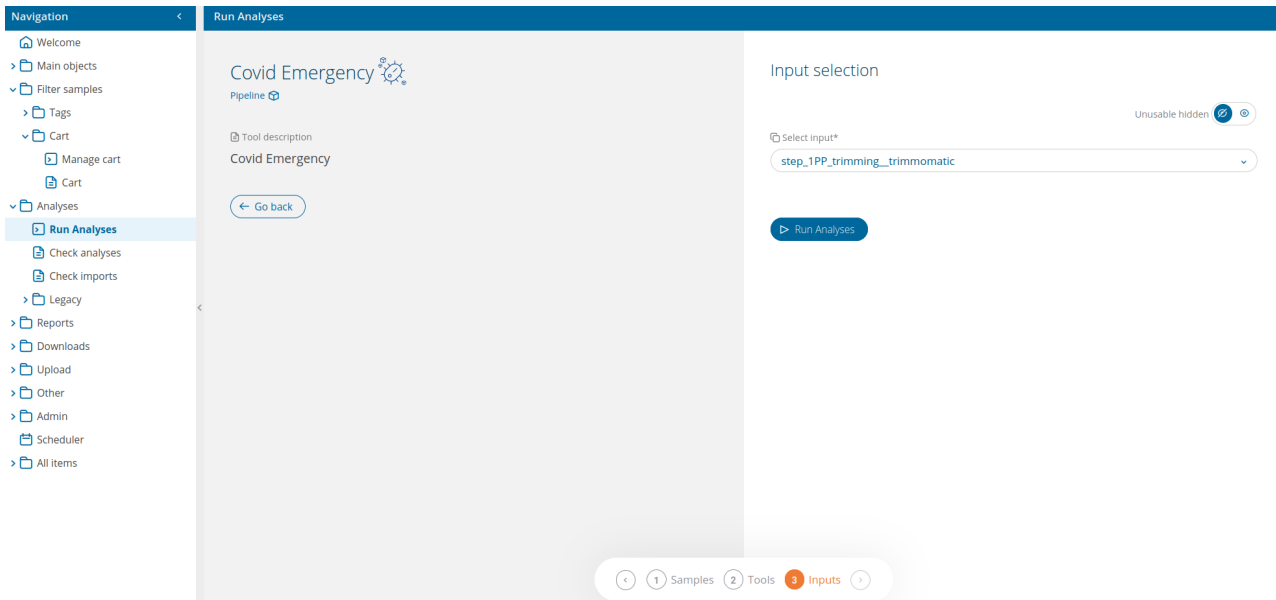 Navigation
Welcome
Main objects
Filter samples
Tags
Cart
Manage cart
Cart
Analyses
Run Analyses
Check analyses
Check imports
Legacy
Reports
Downloads
Upload
Other
Admin
Scheduler
All items
Run Analyses
Covid Emergency
Pipeline
Tool description
Covid Emergency
Go back
Input selection
Unusable hidden
Select input*
step_1PP_trimming__trimmomatic
Run Analyses
1 Samples 2 Tools 3 Inputs